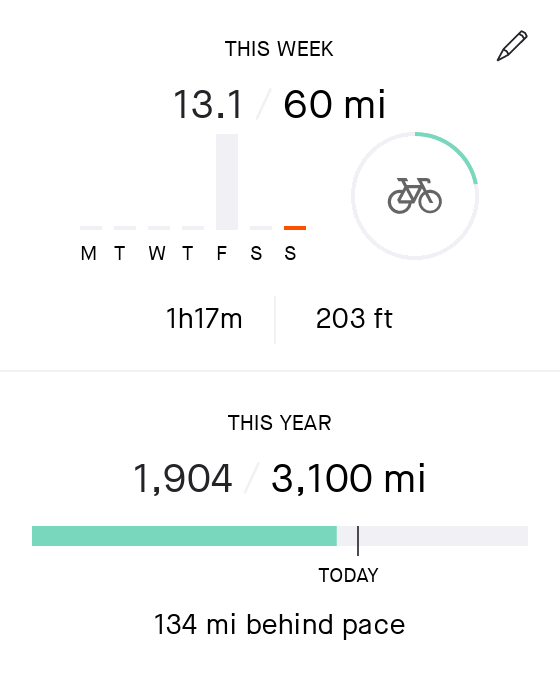 THIS WEEK
13.1 / 60 mi
M T W T F S S
1h17m 203 ft
THIS YEAR
1,904 / 3,100 mi
TODAY
134 mi behind pace